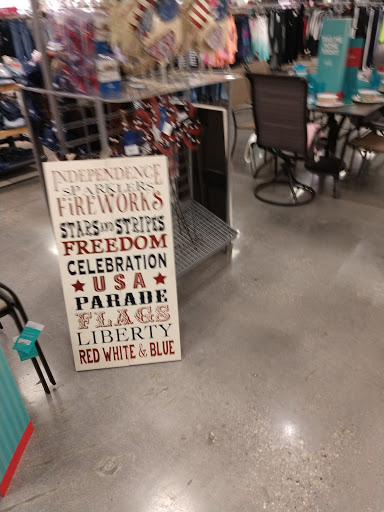 INDEPENDENCE
SPARKLERS
FIREWORKS
STARS AND STRIPES
FREEDOM
CELEBRATION
USA
PARADE
FLAGS
LIBERTY
RED WHITE & BLUE